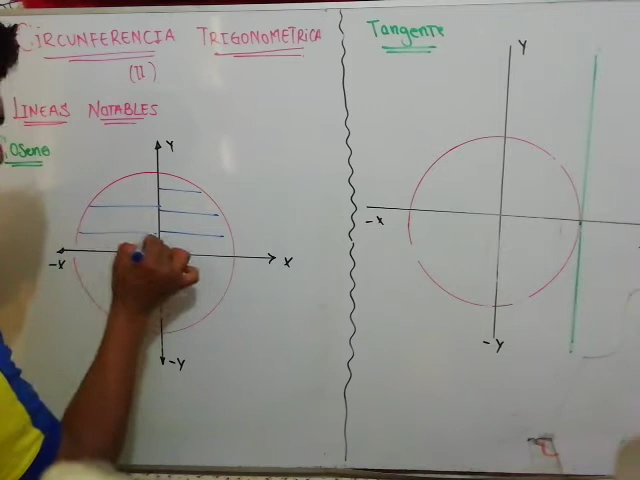 CIRCUNFERENCIA TRIGONOMETRICA
(II)
LINEAS NOTABLES
Coseno
Y
X
-X
-Y
Tangente
Y
-X
-Y